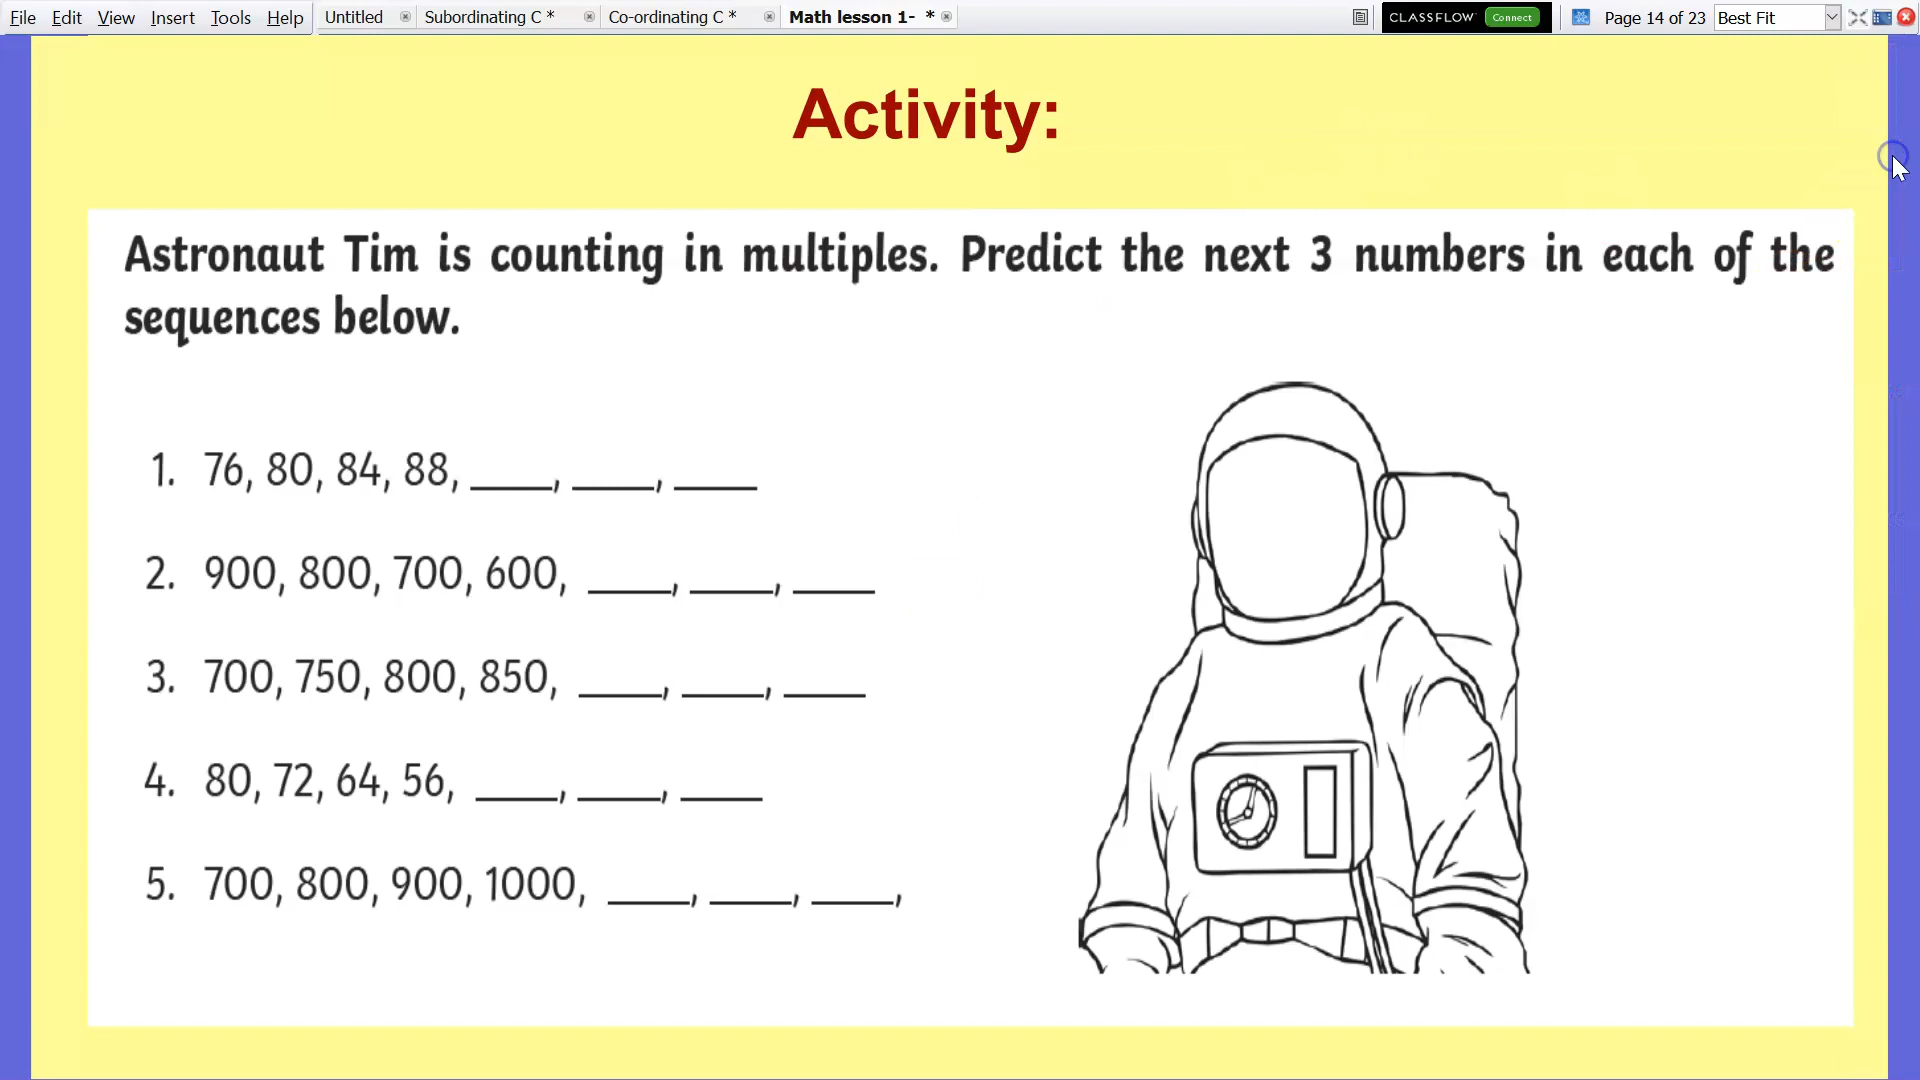 File Edit View Insert Tools Help Untitled Subordinating C * Co-ordinating C * Math lesson 1- * CLASSFLOW Connect Page 14 of 23 Best Fit
Activity:
Astronaut Tim is counting in multiples. Predict the next 3 numbers in each of the
sequences below.
1. 76, 80, 84, 88, ____, ____, ____
2. 900, 800, 700, 600, ____, ____, ____
3. 700, 750, 800, 850, ____, ____, ____
4. 80, 72, 64, 56, ____, ____, ____
5. 700, 800, 900, 1000, ____, ____, ____,